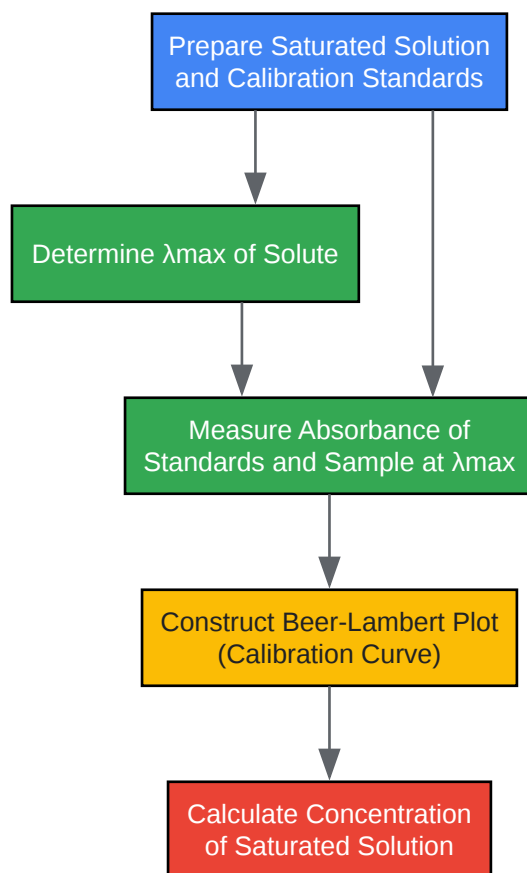 Prepare Saturated Solution
and Calibration Standards
Determine λmax of Solute
Measure Absorbance of
Standards and Sample at λmax
Construct Beer-Lambert Plot
(Calibration Curve)
Calculate Concentration
of Saturated Solution